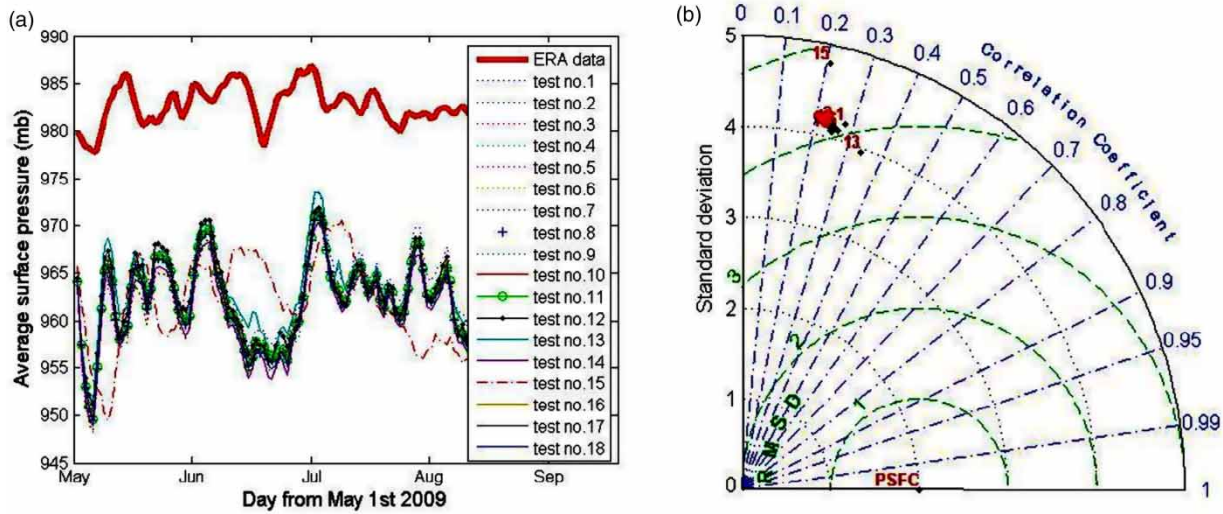 (a)
990
985
980
975
970
965
960
955
950
945
Average surface pressure (mb)
May
Jun
Jul
Aug
Sep
Day from May 1st 2009
ERA data
test no.1
test no.2
test no.3
test no.4
test no.5
test no.6
test no.7
test no.8
test no.9
test no.10
test no.11
test no.12
test no.13
test no.14
test no.15
test no.16
test no.17
test no.18
(b)
0
0.1
0.2
0.3
0.4
0.5
0.6
0.7
0.8
0.9
0.95
0.99
1
Correlation Coefficient
5
4
3
2
1
0
Standard deviation
15
13
3
2
1
RMSD
PSFC